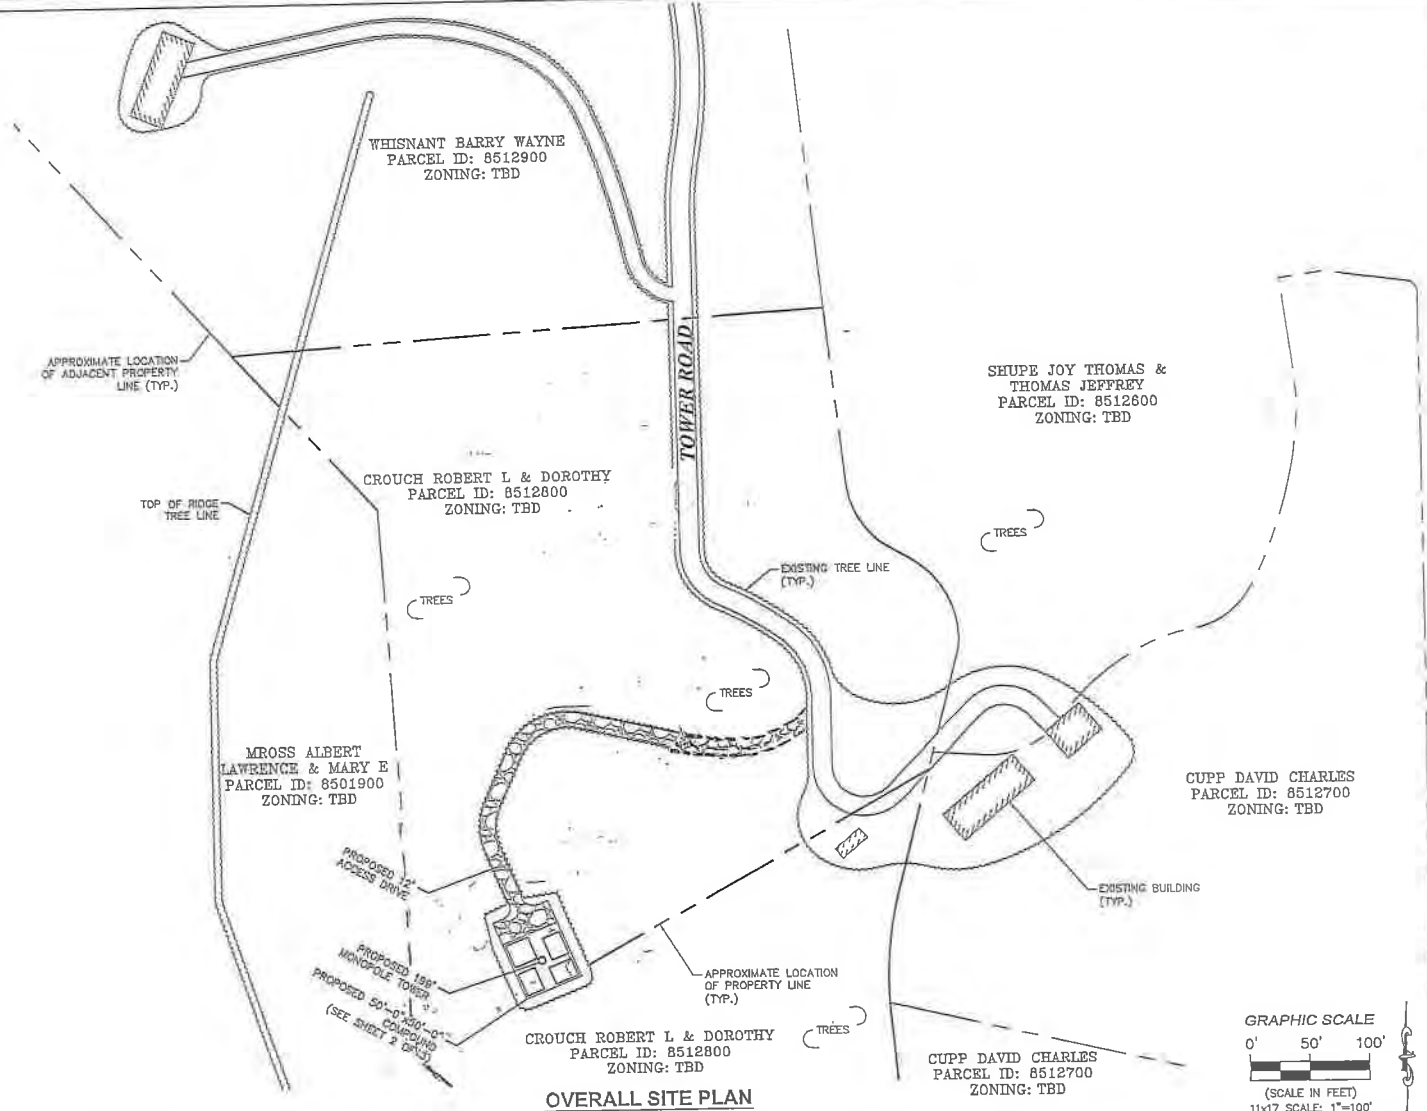 WHISNANT BARRY WAYNE
PARCEL ID: 8512900
ZONING: TBD
APPROXIMATE LOCATION
OF ADJACENT PROPERTY
LINE (TYP.)
TOWER ROAD
SHUPE JOY THOMAS &
THOMAS JEFFREY
PARCEL ID: 8512600
ZONING: TBD
CROUCH ROBERT L & DOROTHY
PARCEL ID: 8512800
ZONING: TBD
TOP OF RIDGE
TREE LINE
TREES
EXISTING TREE LINE
(TYP.)
TREES
TREES
MROSS ALBERT
LAWRENCE & MARY E
PARCEL ID: 8501900
ZONING: TBD
CUPP DAVID CHARLES
PARCEL ID: 8512700
ZONING: TBD
PROPOSED 12'
ACCESS DRIVE
EXISTING BUILDING
(TYP.)
PROPOSED 199'
MONOPOLE TOWER
PROPOSED 50'-0"x50'-0"
COMPOUND
(SEE SHEET 2 OF 3)
APPROXIMATE LOCATION
OF PROPERTY LINE
(TYP.)
TREES
CROUCH ROBERT L & DOROTHY
PARCEL ID: 8512800
ZONING: TBD
CUPP DAVID CHARLES
PARCEL ID: 8512700
ZONING: TBD
OVERALL SITE PLAN
GRAPHIC SCALE
0' 50' 100'
(SCALE IN FEET)
11x17 SCALE: 1"=100'